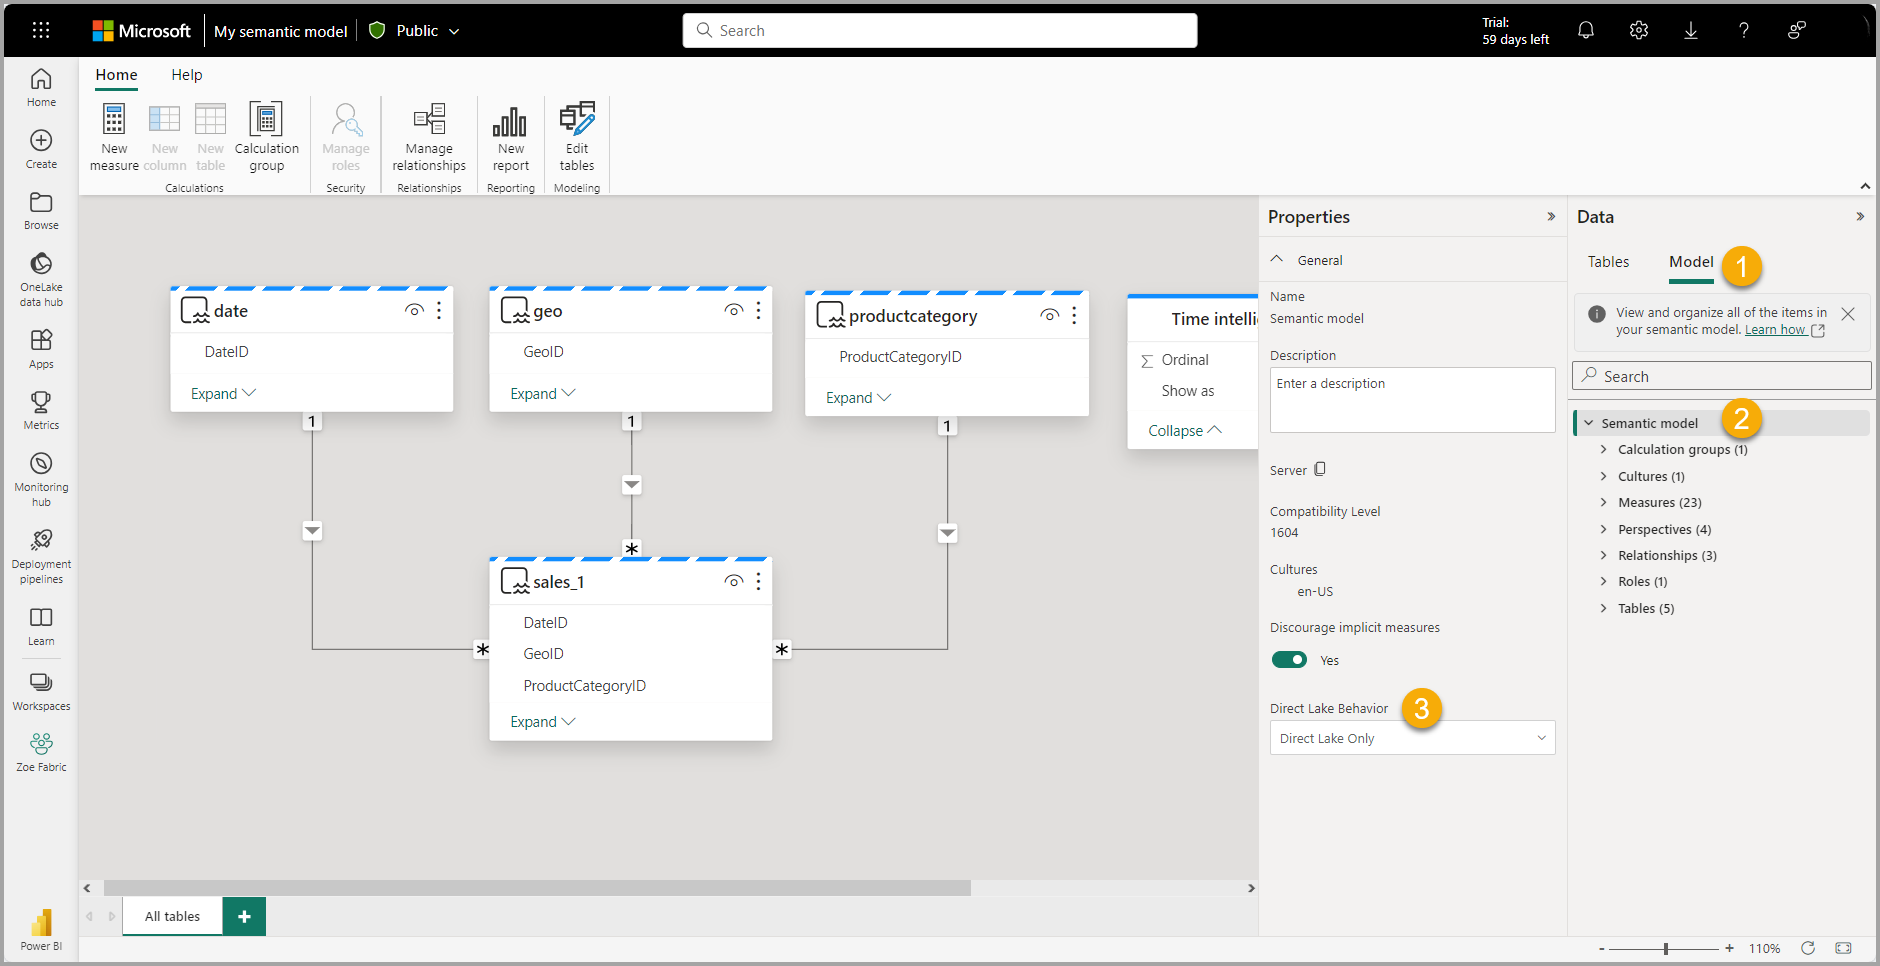 Microsoft
My semantic model
Public
Search
Trial:
59 days left
?
Home
Create
Browse
OneLake
data hub
Apps
Metrics
Monitoring
hub
Deployment
pipelines
Learn
Workspaces
Zoe Fabric
Power BI
Home
Help
New
measure
New
column
New
table
Calculation
group
Calculations
Manage
roles
Security
Manage
relationships
Relationships
New
report
Reporting
Edit
tables
Modeling
date
DateID
Expand
1
geo
GeoID
Expand
1
productcategory
ProductCategoryID
Expand
1
Time intelli
Ordinal
Show as
Collapse
*
sales_1
DateID
GeoID
ProductCategoryID
Expand
*
*
All tables
+
Properties
General
Name
Semantic model
Description
Enter a description
Server
Compatibility Level
1604
Cultures
en-US
Discourage implicit measures
Yes
Direct Lake Behavior
3
Direct Lake Only
Data
Tables
Model
1
View and organize all of the items in
your semantic model. Learn how
Search
Semantic model
2
Calculation groups (1)
Cultures (1)
Measures (23)
Perspectives (4)
Relationships (3)
Roles (1)
Tables (5)
-
+
110%